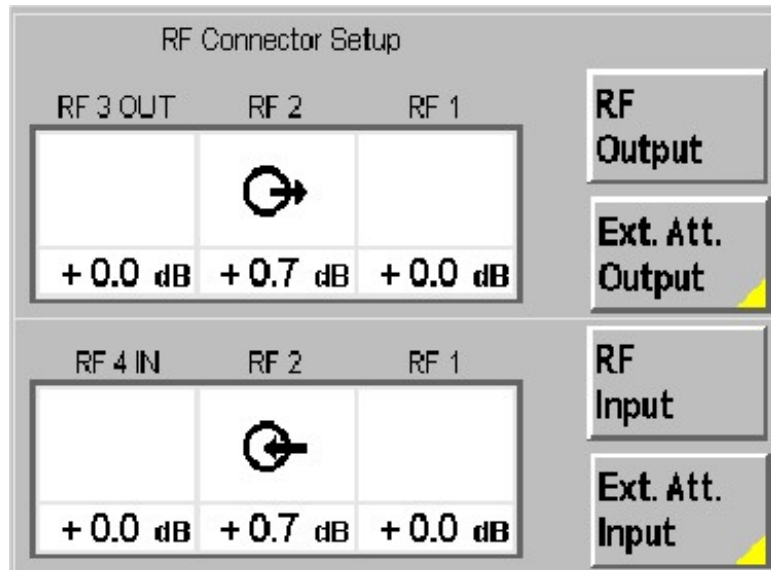 RF Connector Setup
RF 3 OUT RF 2 RF 1
+ 0.0 dB + 0.7 dB + 0.0 dB
RF
Output
Ext. Att.
Output
RF 4 IN RF 2 RF 1
+ 0.0 dB + 0.7 dB + 0.0 dB
RF
Input
Ext. Att.
Input